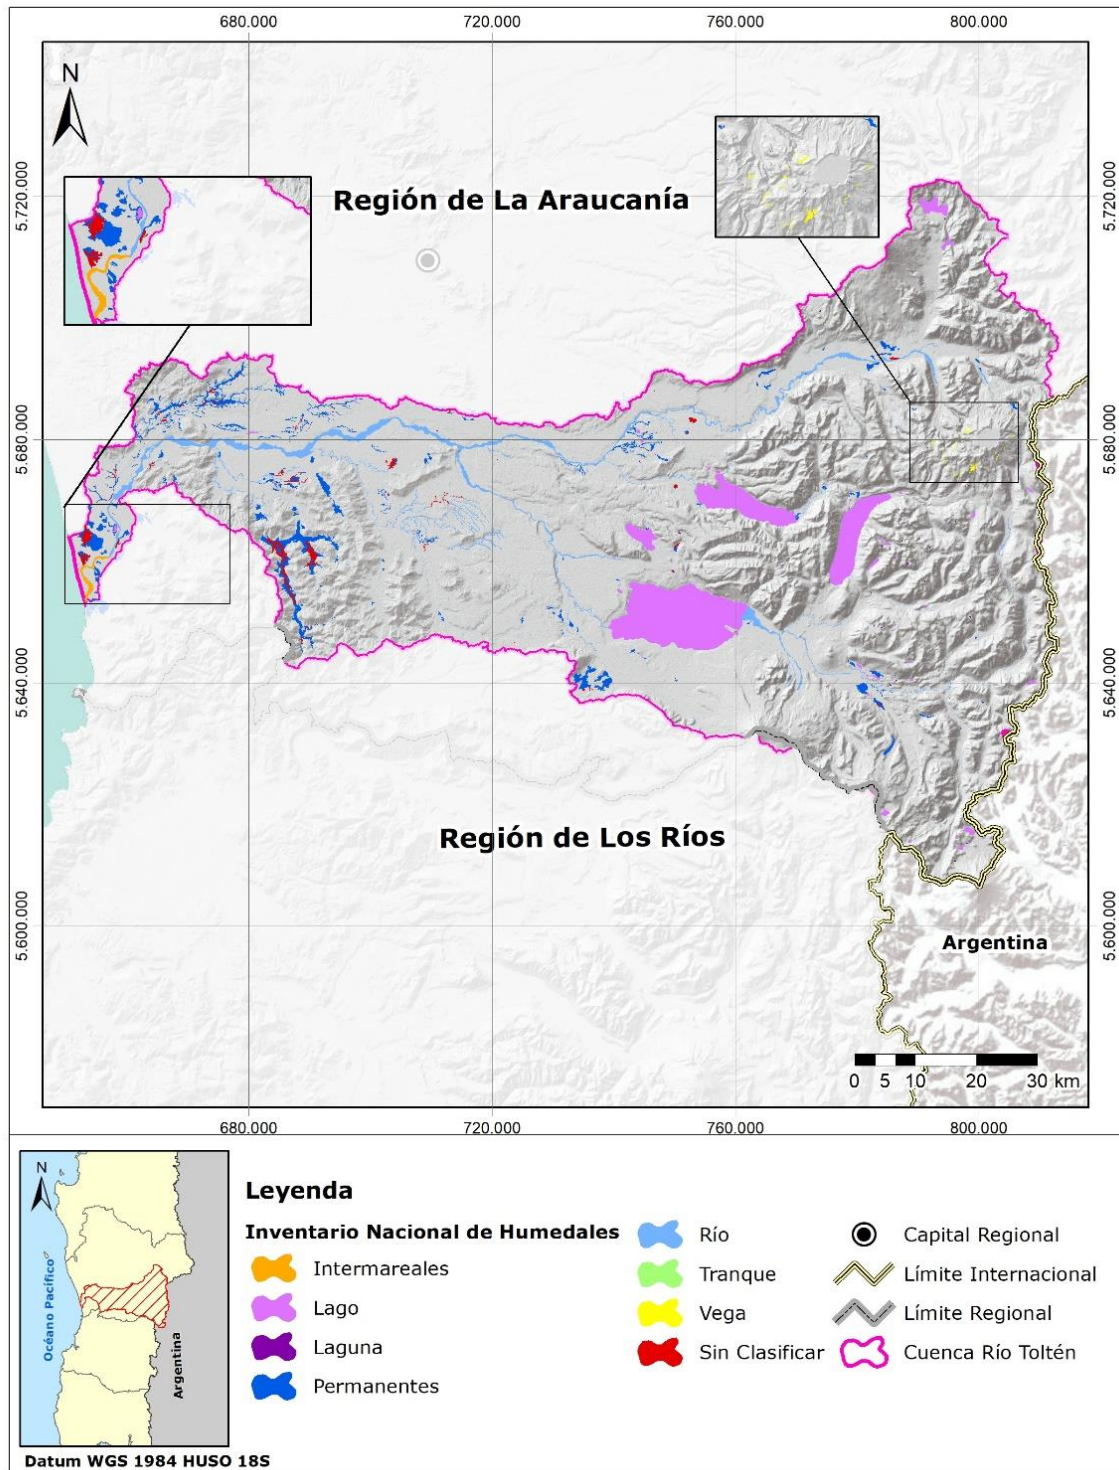 680.000 720.000 760.000 800.000
N
5.720.000
5.720.000
Región de La Araucanía
5.680.000
5.680.000
5.640.000
5.640.000
Región de Los Ríos
5.600.000
5.600.000
Argentina
0 5 10 20 30 km
680.000 720.000 760.000 800.000
N
Océano Pacífico
Argentina
Datum WGS 1984 HUSO 18S
Leyenda
Inventario Nacional de Humedales
Intermareales
Lago
Laguna
Permanentes
Río
Tranque
Vega
Sin Clasificar
Capital Regional
Límite Internacional
Límite Regional
Cuenca Río Toltén